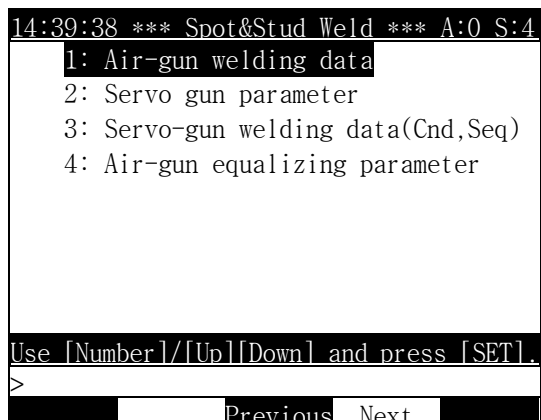 14:39:38 *** Spot&Stud Weld *** A:0 S:4
1: Air-gun welding data
2: Servo gun parameter
3: Servo-gun welding data(Cnd,Seq)
4: Air-gun equalizing parameter
Use [Number]/[Up][Down] and press [SET].
>
Previous Next